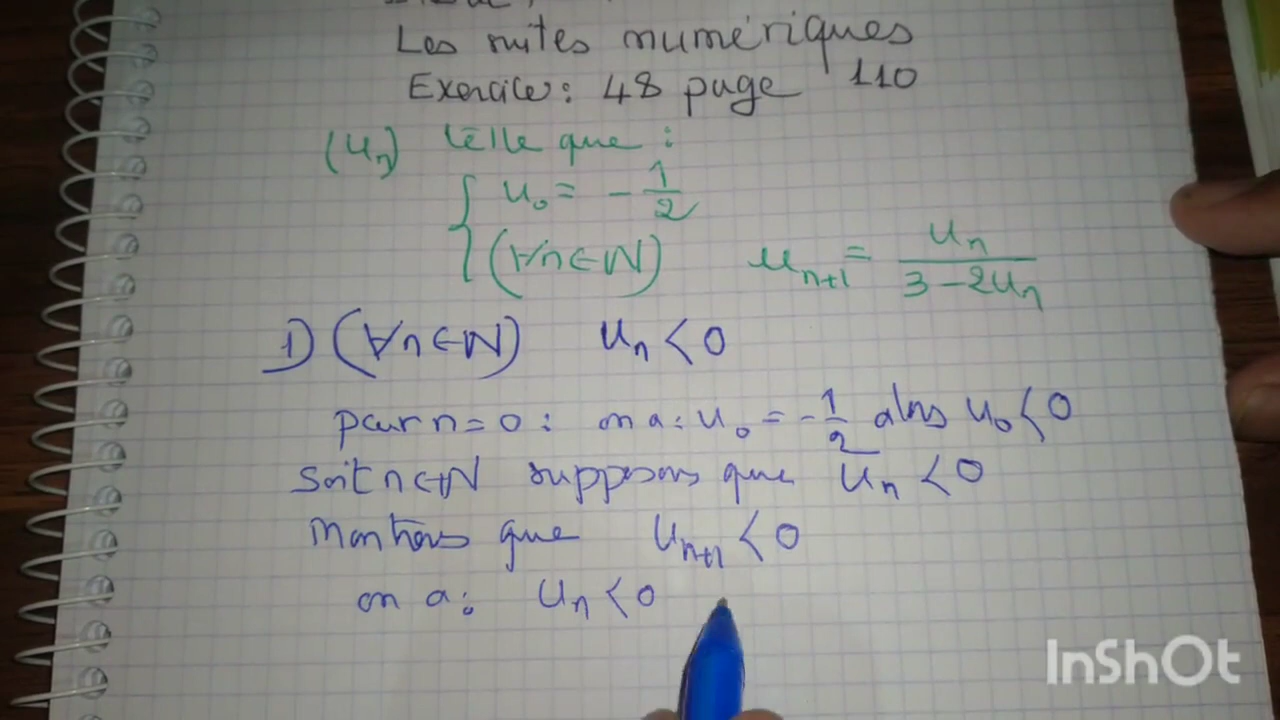 Les suites numériques
Exercice : 48 page 110
(Un) telle que :
U₀ = - 1/2
(∀n∈ℕ) Un+1 = Un / (3-2Un)
1) (∀n∈ℕ) Un < 0
pour n=0 : on a : U₀ = - 1/2 alors U₀ < 0
Soit n∈ℕ supposons que Un < 0
Montrons que Un+1 < 0
on a : Un < 0
InShOt